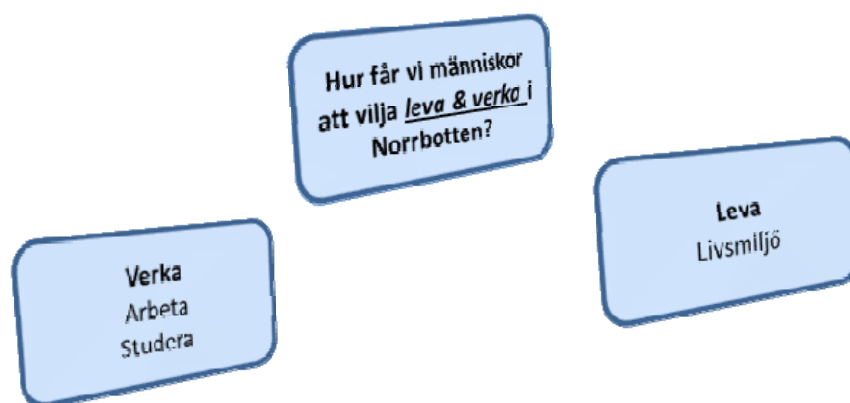 Hur får vi människor
att vilja leva & verka i
Norrbotten?
Verka
Arbeta
Studera
Leva
Livsmiljö